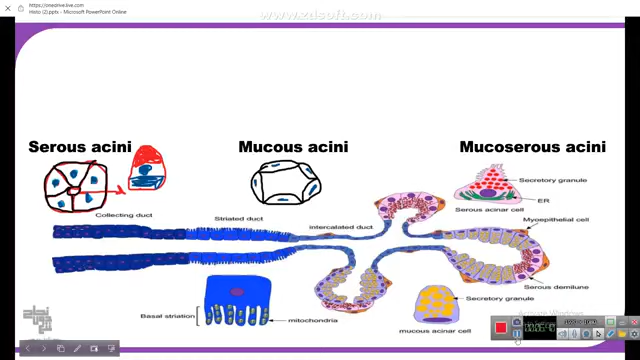 https://onedrive.live.com
Histo (2).pptx - Microsoft PowerPoint Online
www.zdsoft.com
Serous acini
Mucous acini
Mucoserous acini
Secretory granule
ER
Serous acinar cell
Collecting duct
Striated duct
intercalated duct
Myoepithelial cell
Serous demilune
Basal striation
mitochondria
Secretory granule
mucous acinar cell
Activate Windows